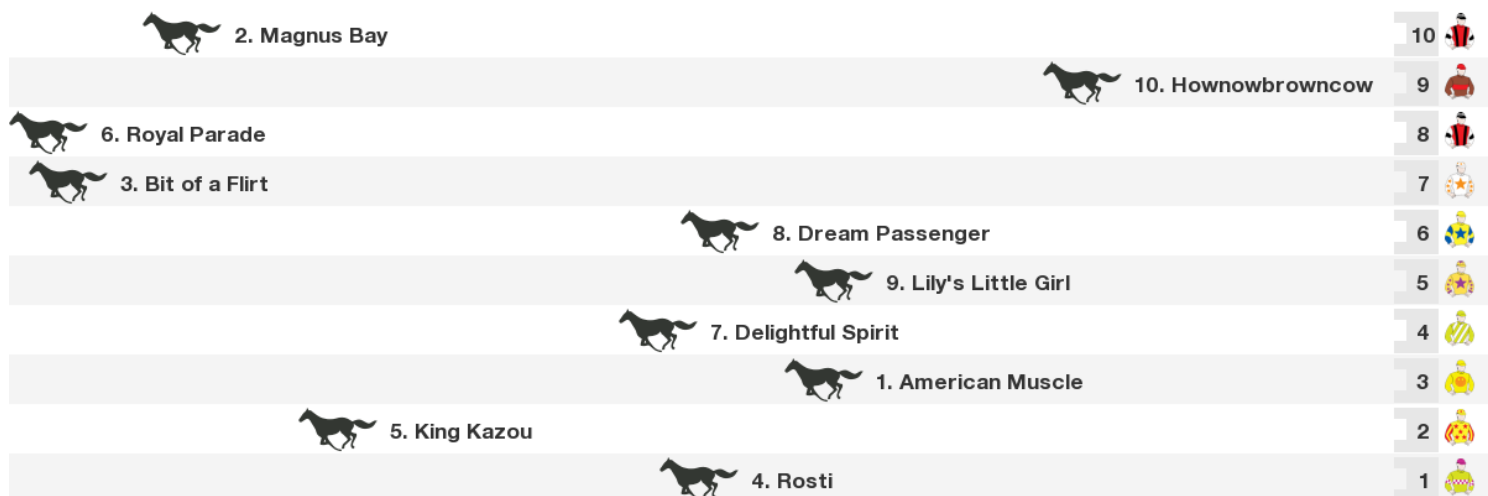 2. Magnus Bay 10
10. Hownowbrowncow 9
6. Royal Parade 8
3. Bit of a Flirt 7
8. Dream Passenger 6
9. Lily's Little Girl 5
7. Delightful Spirit 4
1. American Muscle 3
5. King Kazou 2
4. Rosti 1